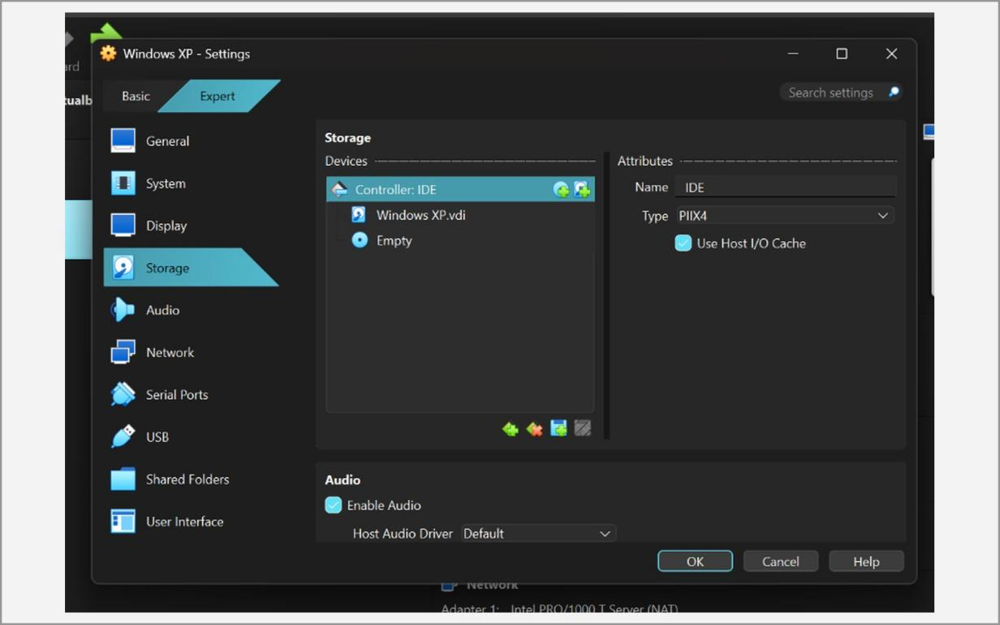 Windows XP - Settings
Basic
Expert
Search settings
General
System
Display
Storage
Audio
Network
Serial Ports
USB
Shared Folders
User Interface
Storage
Devices
Controller: IDE
Windows XP.vdi
Empty
Attributes
Name IDE
Type PIIX4
Use Host I/O Cache
Audio
Enable Audio
Host Audio Driver Default
OK
Cancel
Help
Network
Adapter 1: Intel PRO/1000 T Server (NAT)